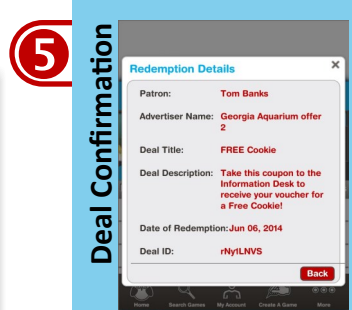 5
Deal Confirmation
Redemption Details
×
Patron: Tom Banks
Advertiser Name: Georgia Aquarium offer
2
Deal Title: FREE Cookie
Deal Description: Take this coupon to the
Information Desk to
receive your voucher for
a Free Cookie!
Date of Redemption: Jun 06, 2014
Deal ID: rNy1LNVS
Back
Home Search Games My Account Create A Game More